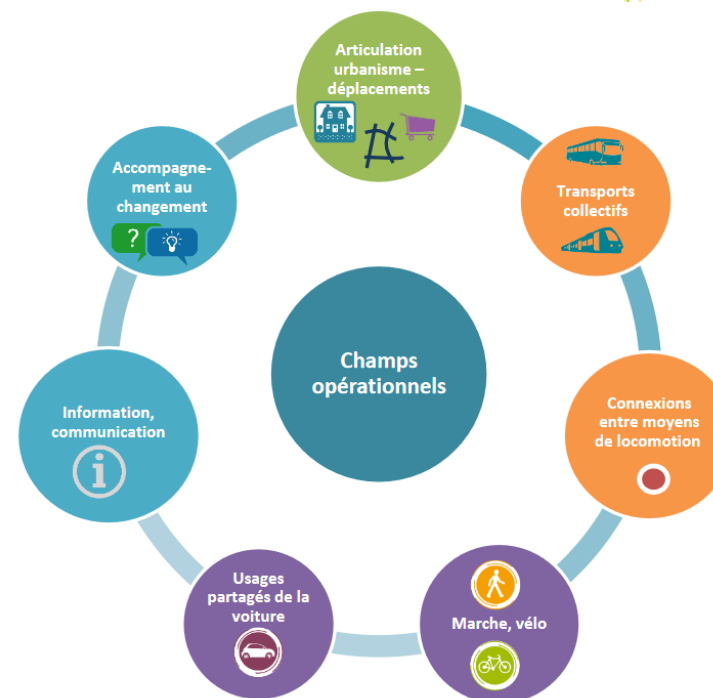 Articulation
urbanisme –
déplacements
Transports
collectifs
Connexions
entre moyens
de locomotion
Marche, vélo
Usages
partagés de la
voiture
Information,
communication
i
Accompagne-
ment au
changement
?
Champs
opérationnels